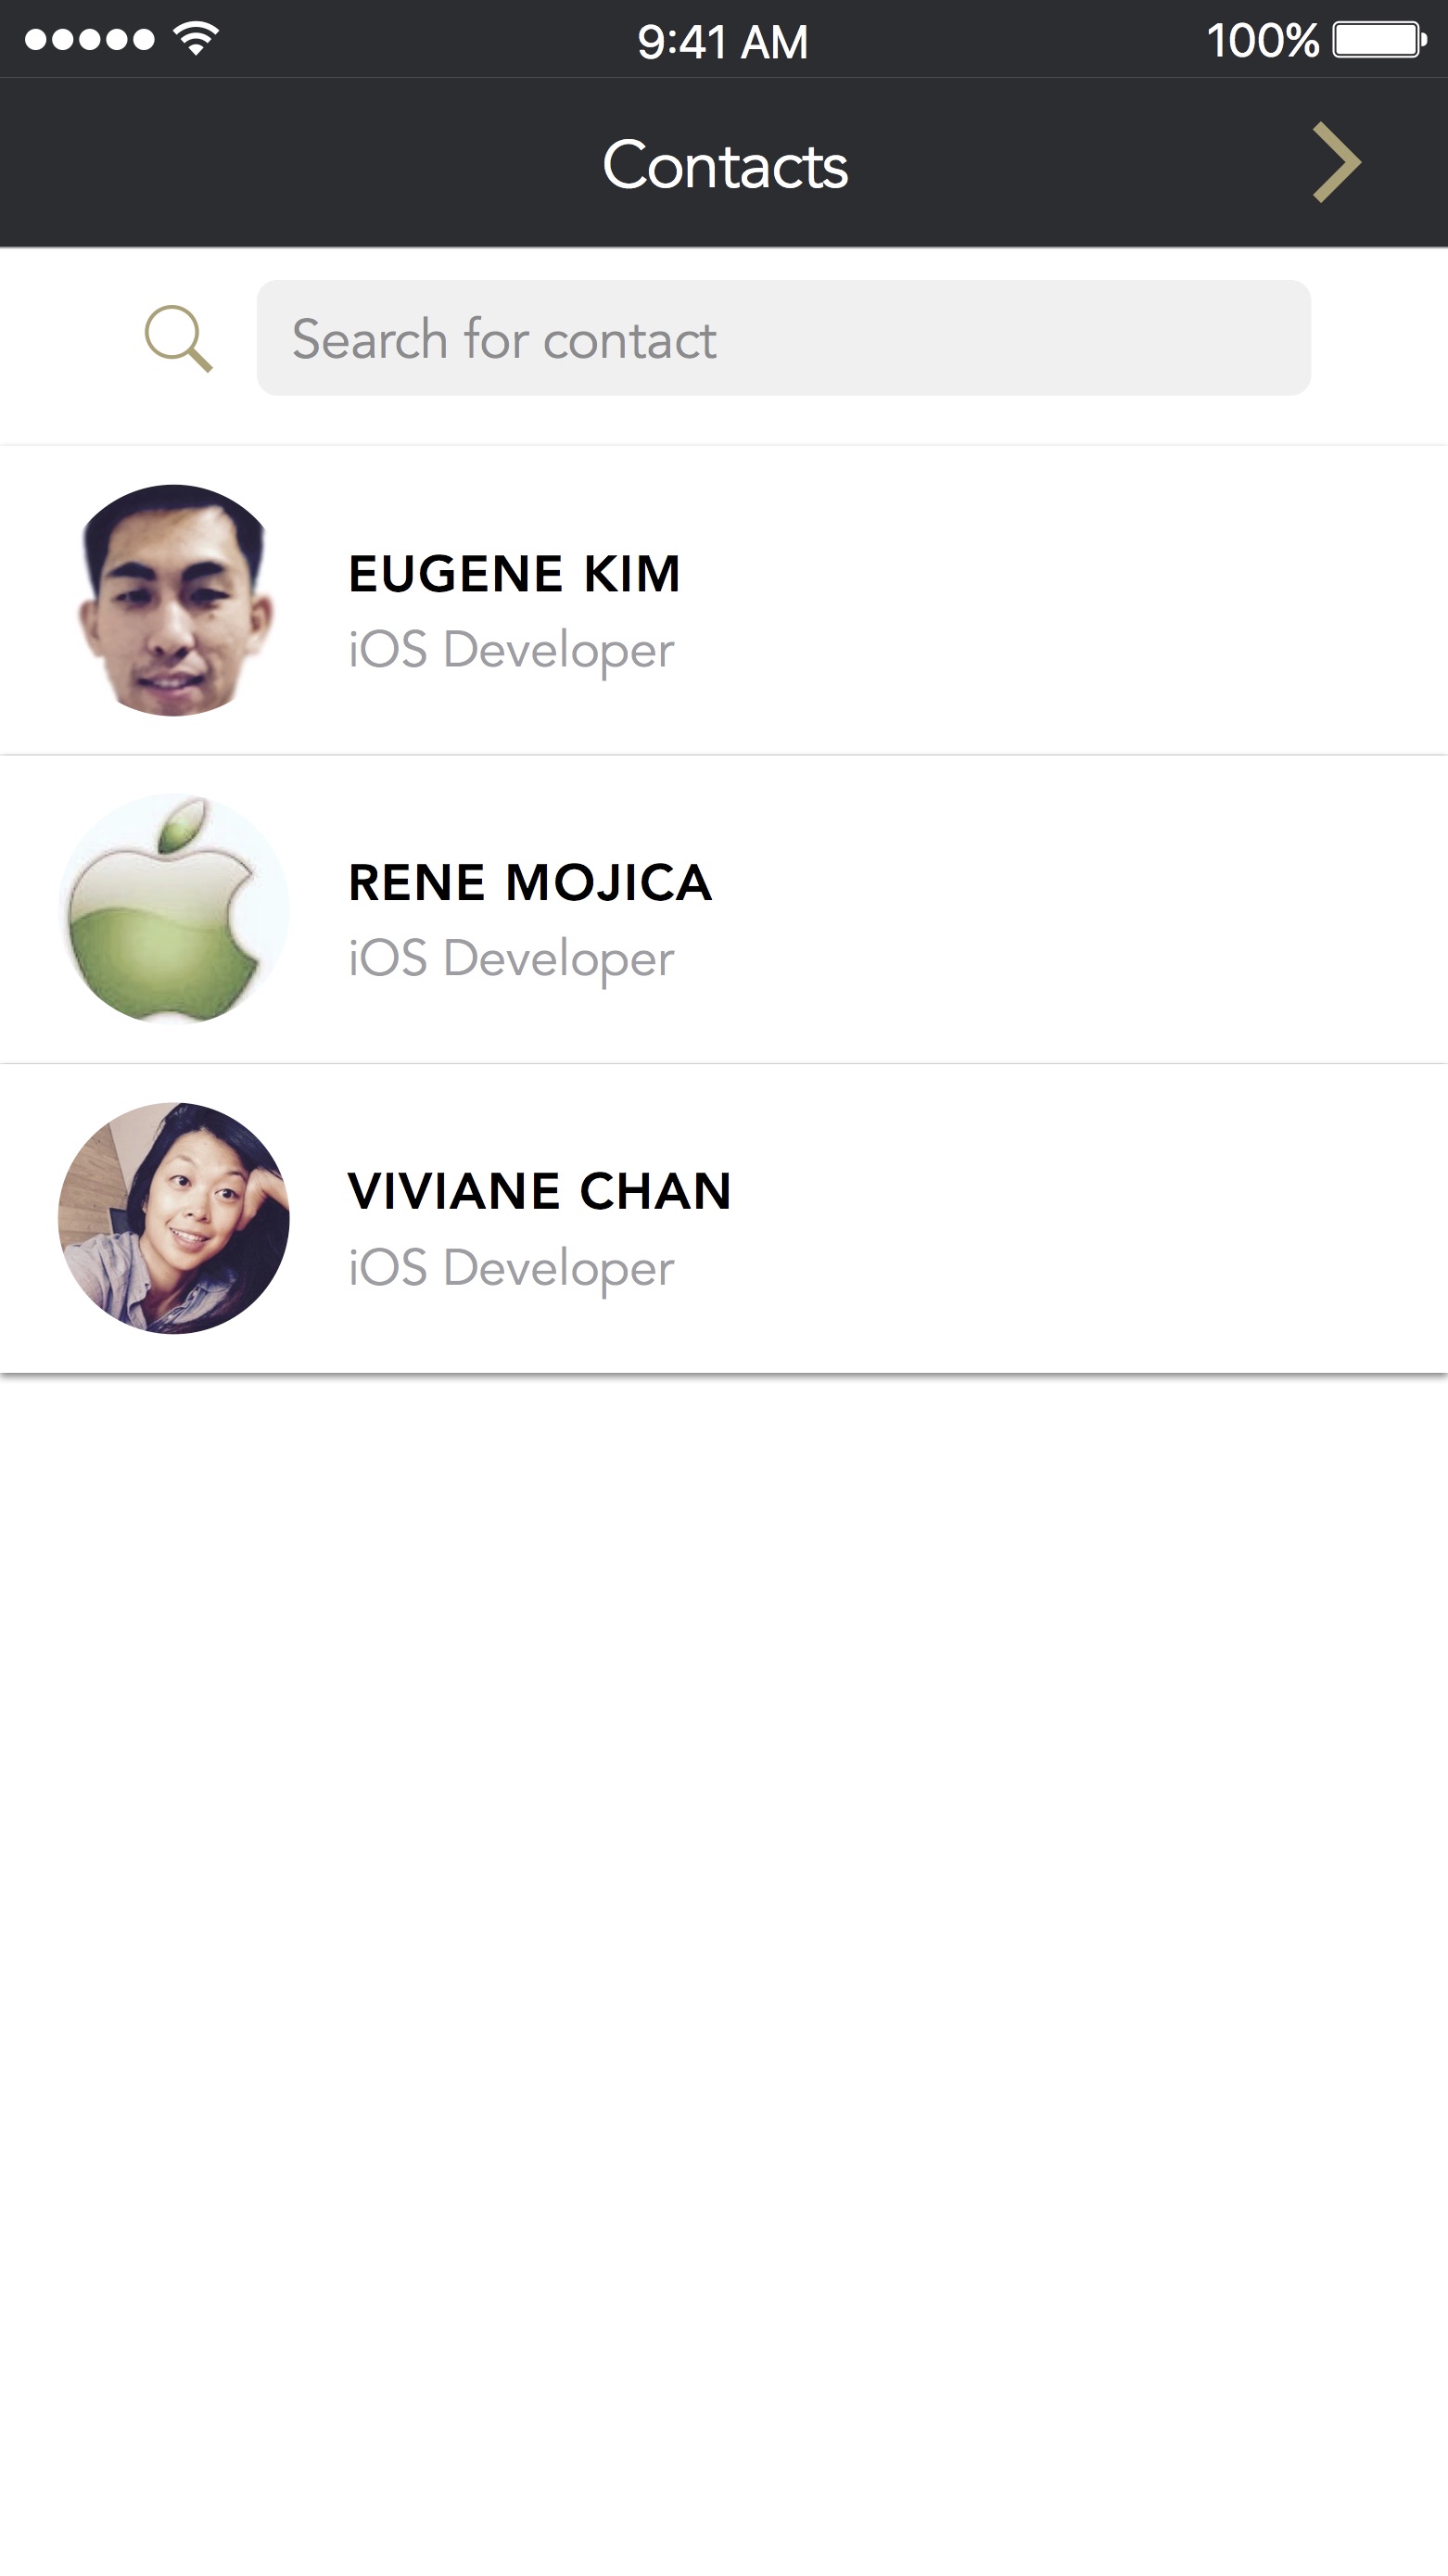 9:41 AM
100%
Contacts
Search for contact
EUGENE KIM
iOS Developer
RENE MOJICA
iOS Developer
VIVIANE CHAN
iOS Developer